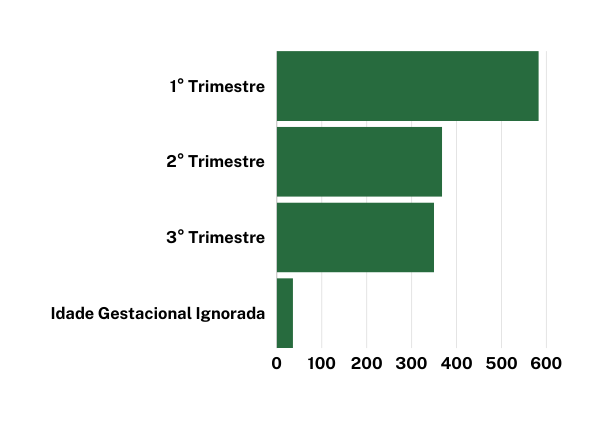 1° Trimestre
2° Trimestre
3° Trimestre
Idade Gestacional Ignorada
0 100 200 300 400 500 600